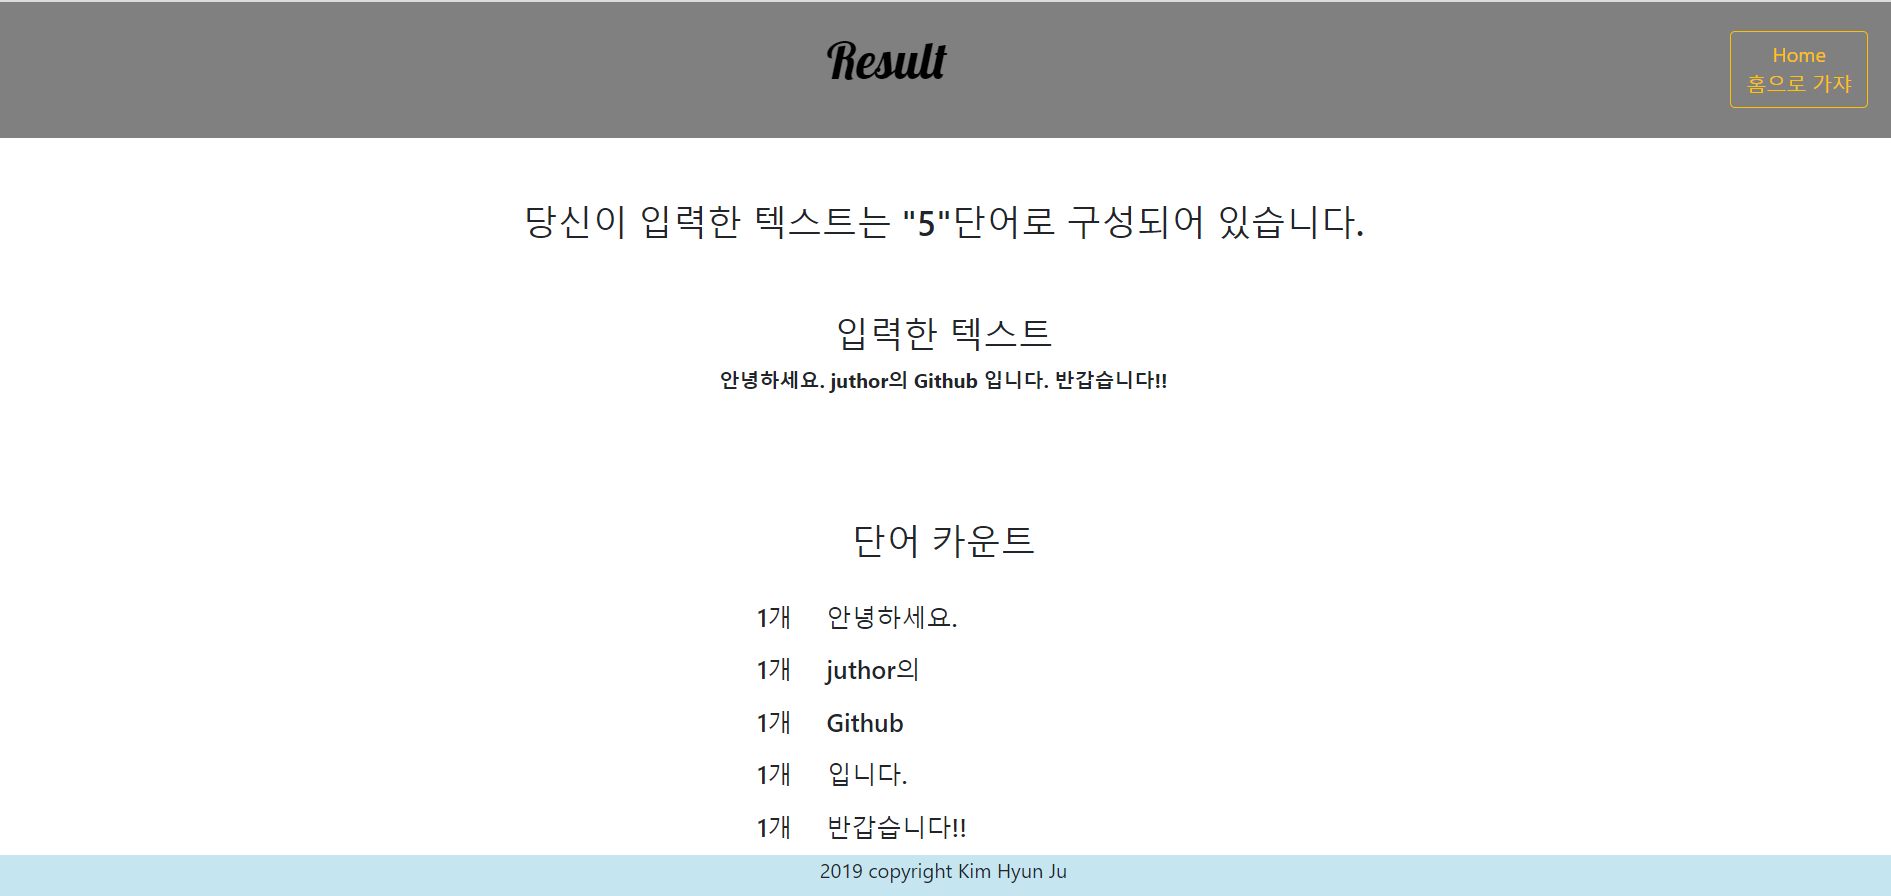 Result
Home
홈으로 가쟈
당신이 입력한 텍스트는 "5"단어로 구성되어 있습니다.
입력한 텍스트
안녕하세요. juthor의 Github 입니다. 반갑습니다!!
단어 카운트
1개 안녕하세요.
1개 juthor의
1개 Github
1개 입니다.
1개 반갑습니다!!
2019 copyright Kim Hyun Ju